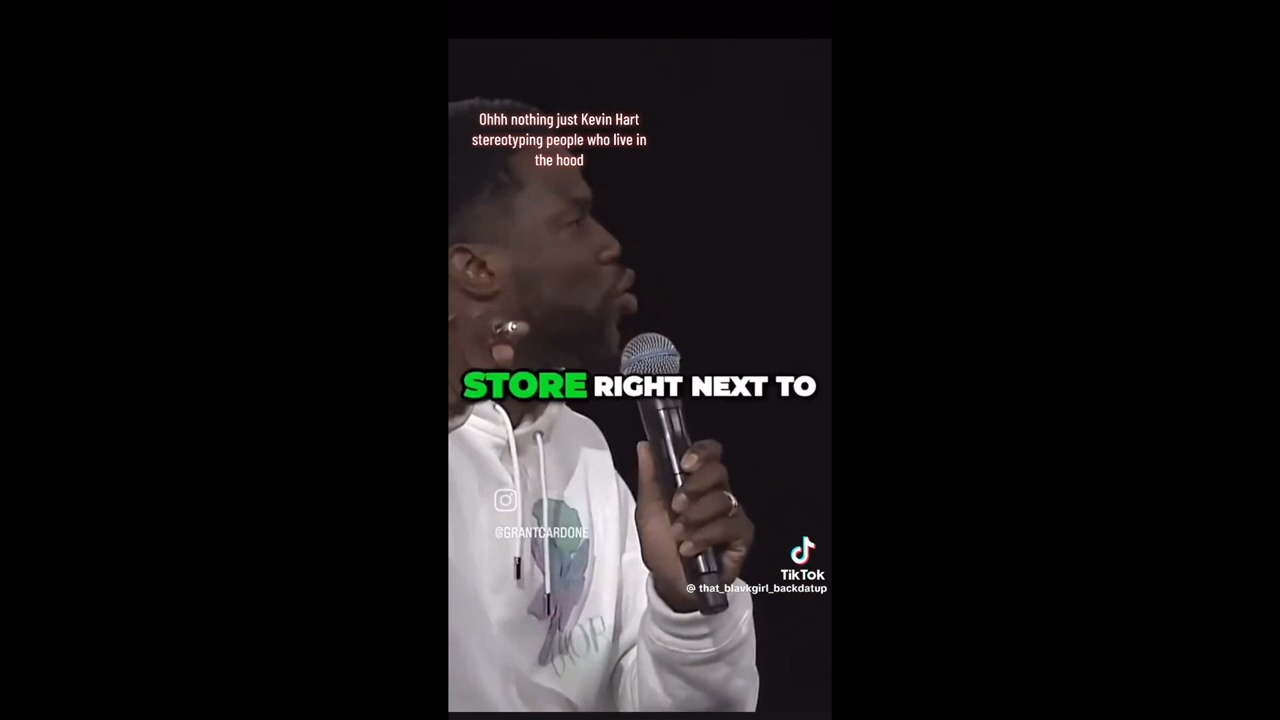 Ohhh nothing just Kevin Hart
stereotyping people who live in
the hood
STORE RIGHT NEXT TO
@GRANTCARDONE
TikTok
@ that_blavkgirl_backdatup